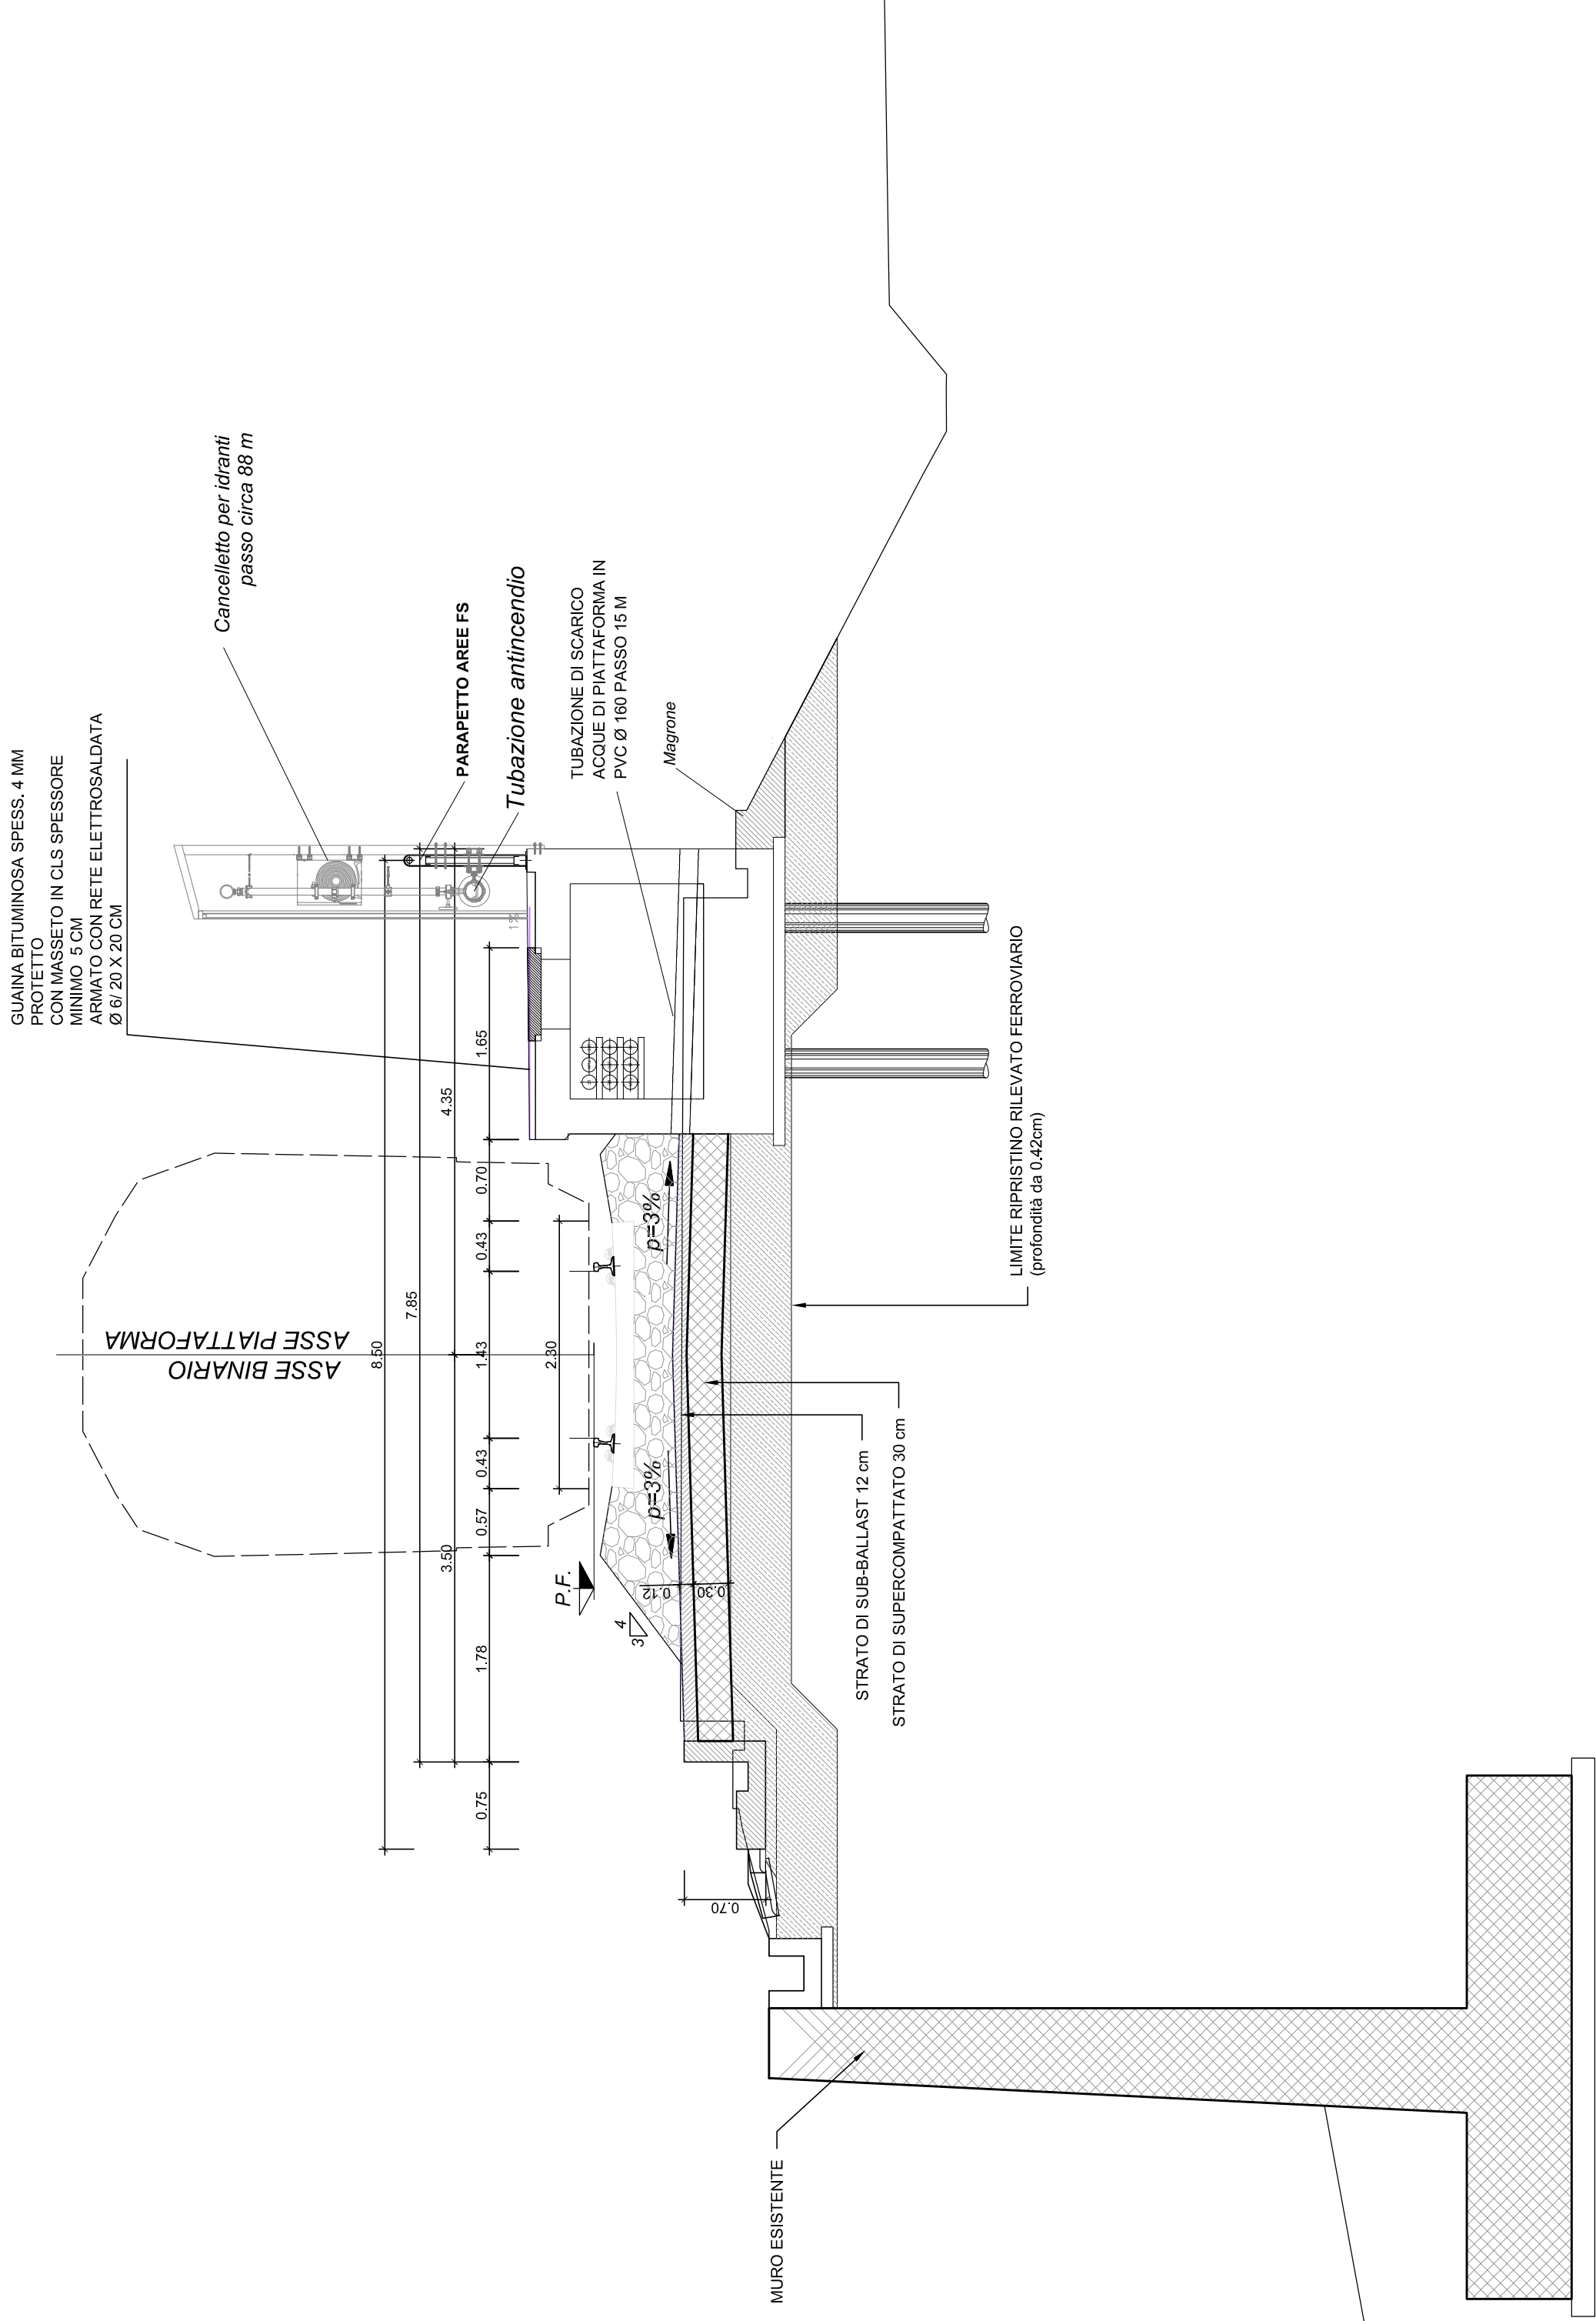 GUAINA BITUMINOSA SPESS. 4 MM
PROTETTO
CON MASSETO IN CLS SPESSORE
MINIMO 5 CM
ARMATO CON RETE ELETTROSALDATA
Ø 6/ 20 X 20 CM
Cancelletto per idranti
passo circa 88 m
PARAPETTO AREE FS
Tubazione antincendio
TUBAZIONE DI SCARICO
ACQUE DI PIATTAFORMA IN
PVC Ø 160 PASSO 15 M
Magrone
ASSE BINARIO
ASSE PIATTAFORMA
8.50
7.85
3.50
4.35
0.75
1.78
0.57
0.43
1.43
0.43
0.70
1.65
2.30
1%
P.F.
3
4
p=3%
p=3%
0.12
0.30
0.70
LIMITE RIPRISTINO RILEVATO FERROVIARIO
(profondità da 0.42cm)
STRATO DI SUB-BALLAST 12 cm
STRATO DI SUPERCOMPATTATO 30 cm
MURO ESISTENTE